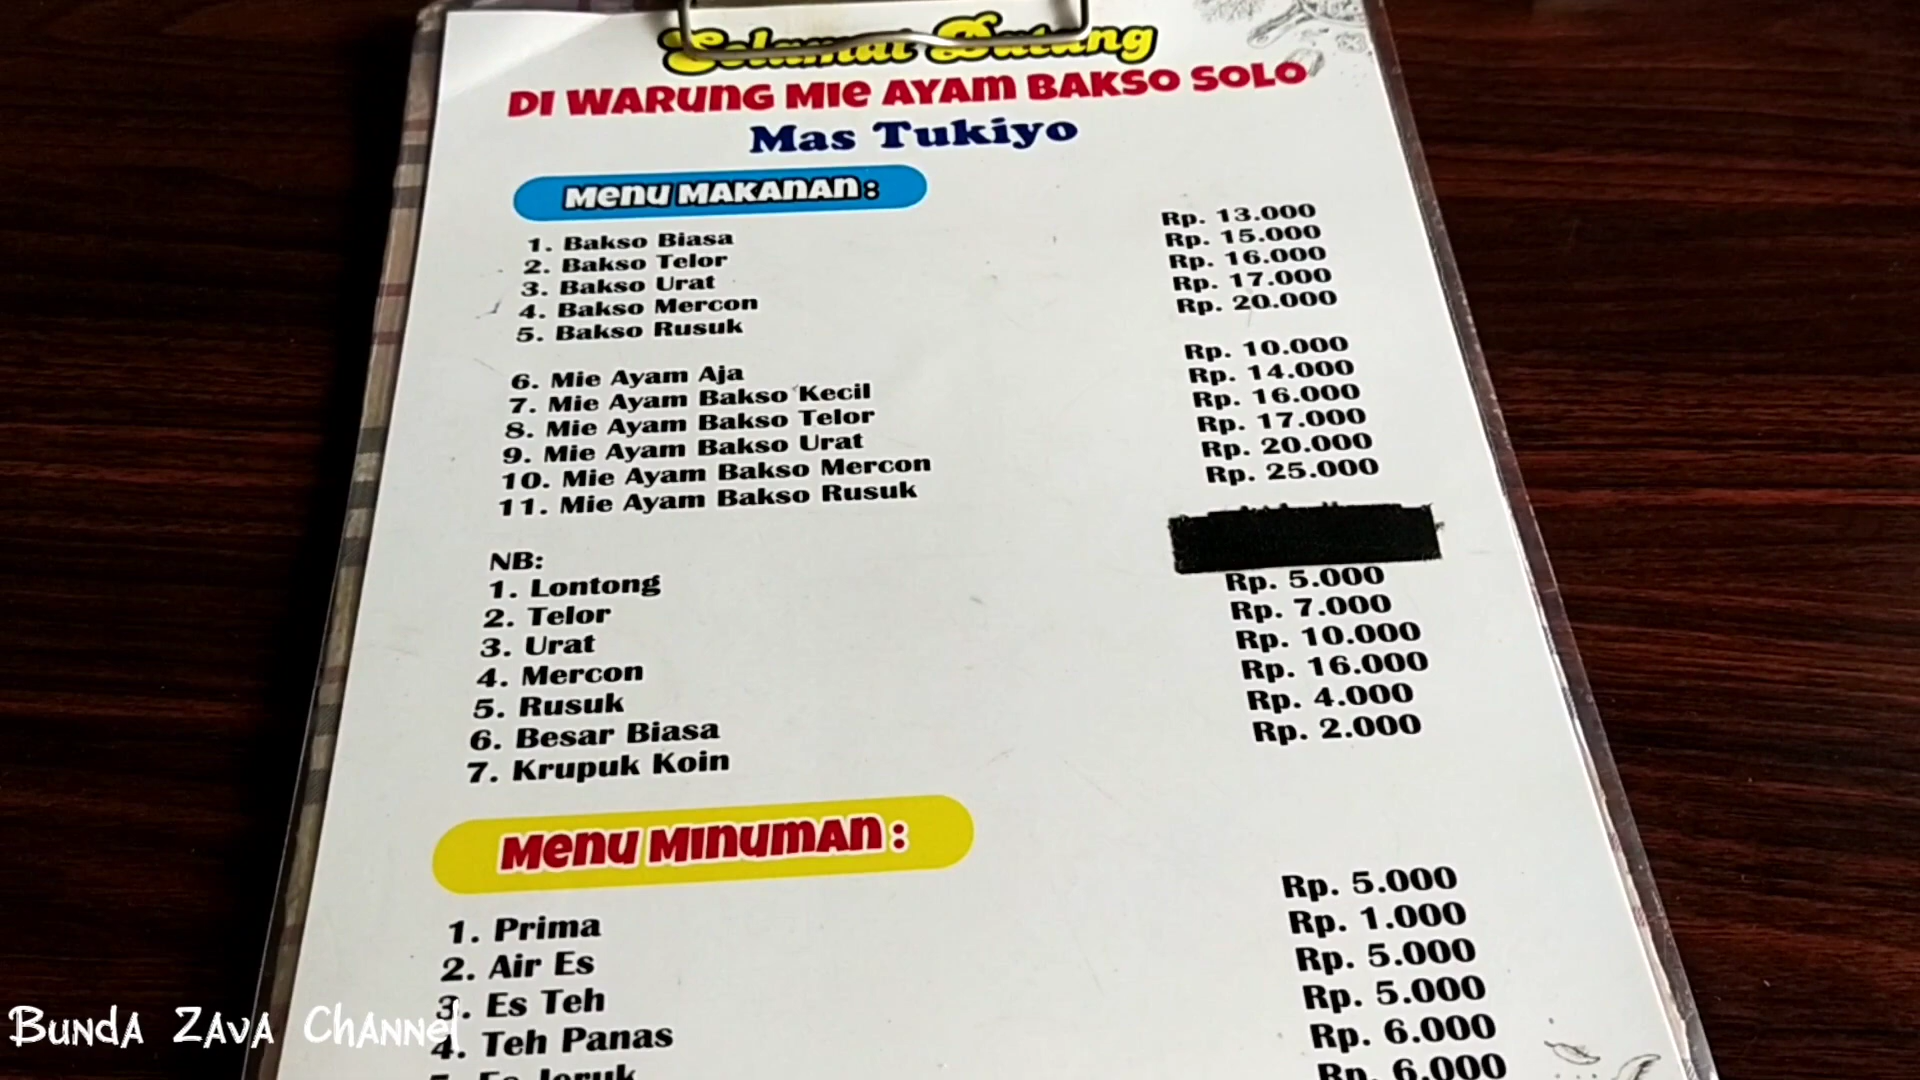 Selamat Datang
DI WARUNG MIE AYAM BAKSO SOLO
Mas Tukiyo
Menu MAKANAN :
1. Bakso Biasa Rp. 13.000
2. Bakso Telor Rp. 15.000
3. Bakso Urat Rp. 16.000
4. Bakso Mercon Rp. 17.000
5. Bakso Rusuk Rp. 20.000
6. Mie Ayam Aja Rp. 10.000
7. Mie Ayam Bakso Kecil Rp. 14.000
8. Mie Ayam Bakso Telor Rp. 16.000
9. Mie Ayam Bakso Urat Rp. 17.000
10. Mie Ayam Bakso Mercon Rp. 20.000
11. Mie Ayam Bakso Rusuk Rp. 25.000
NB:
1. Lontong
2. Telor Rp. 5.000
3. Urat Rp. 7.000
4. Mercon Rp. 10.000
5. Rusuk Rp. 16.000
6. Besar Biasa Rp. 4.000
7. Krupuk Koin Rp. 2.000
Menu MINUMAN :
1. Prima Rp. 5.000
2. Air Es Rp. 1.000
3. Es Teh Rp. 5.000
4. Teh Panas Rp. 5.000
5. Es Jeruk Rp. 6.000
Rp. 6.000
Bunda Zava Channel